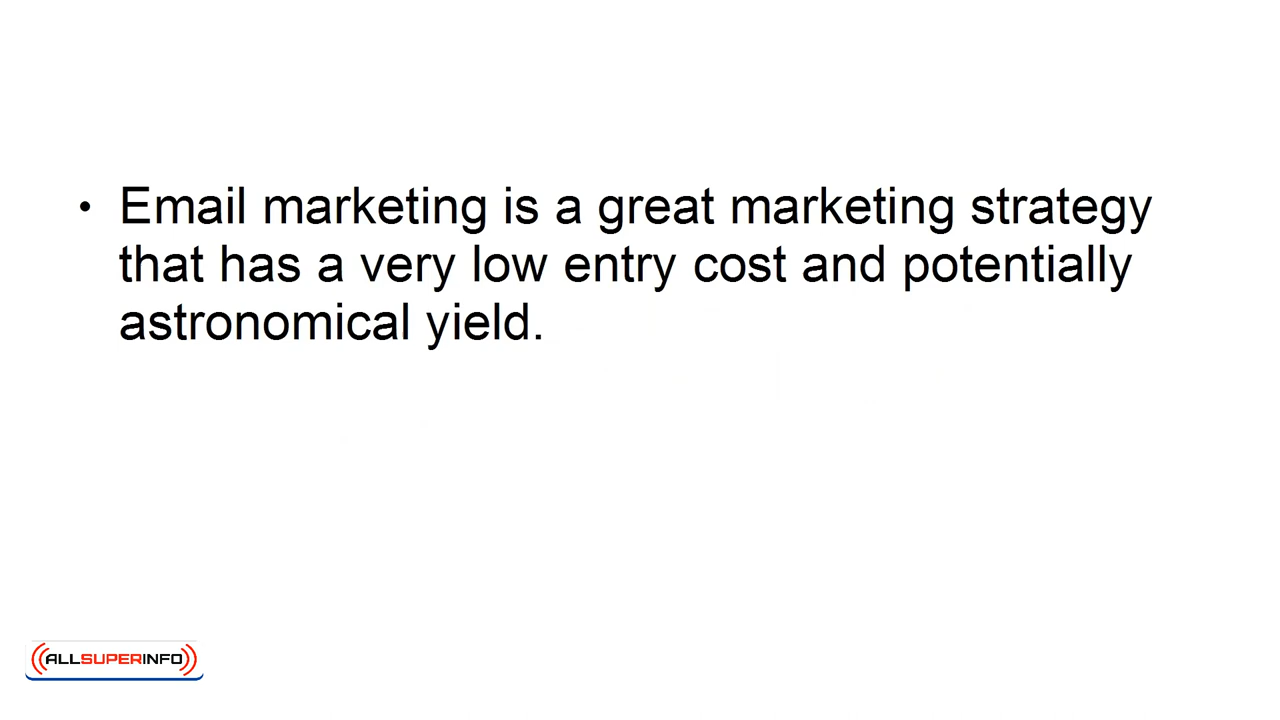 • Email marketing is a great marketing strategy
that has a very low entry cost and potentially
astronomical yield.
ALLSUPERINFO